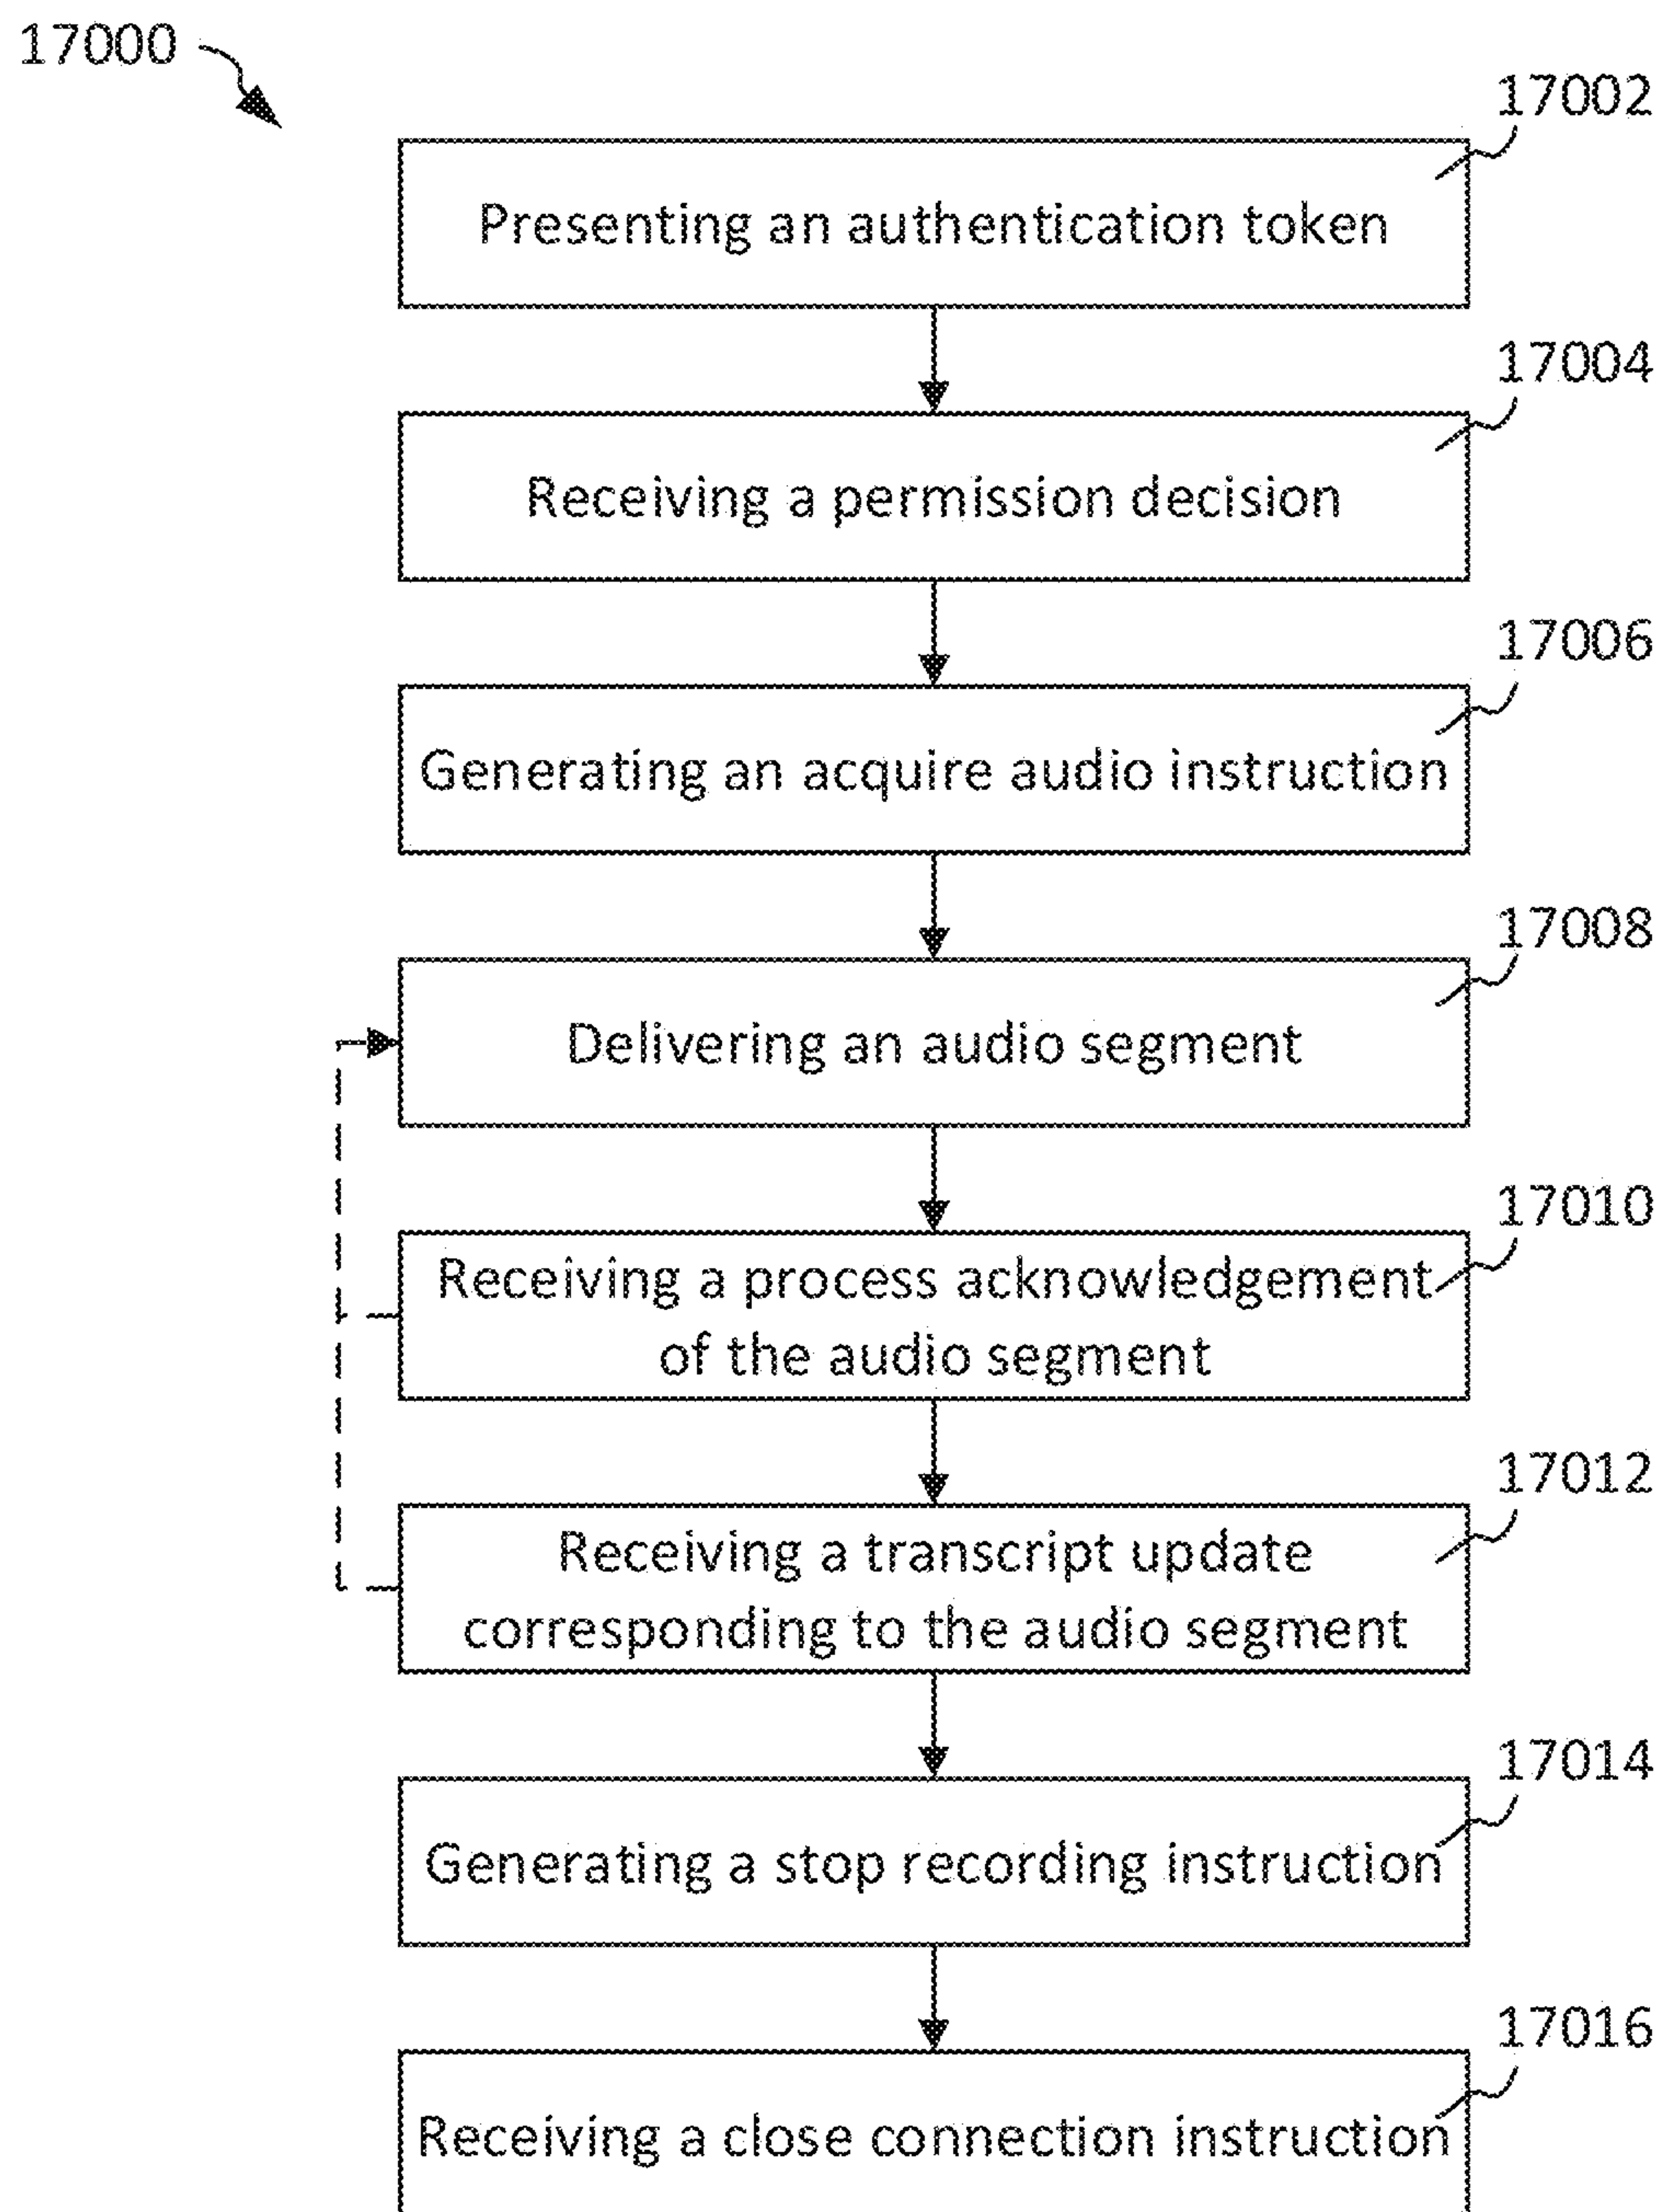 17000
17002
Presenting an authentication token
17004
Receiving a permission decision
17006
Generating an acquire audio instruction
17008
Delivering an audio segment
17010
Receiving a process acknowledgement
of the audio segment
17012
Receiving a transcript update
corresponding to the audio segment
17014
Generating a stop recording instruction
17016
Receiving a close connection instruction